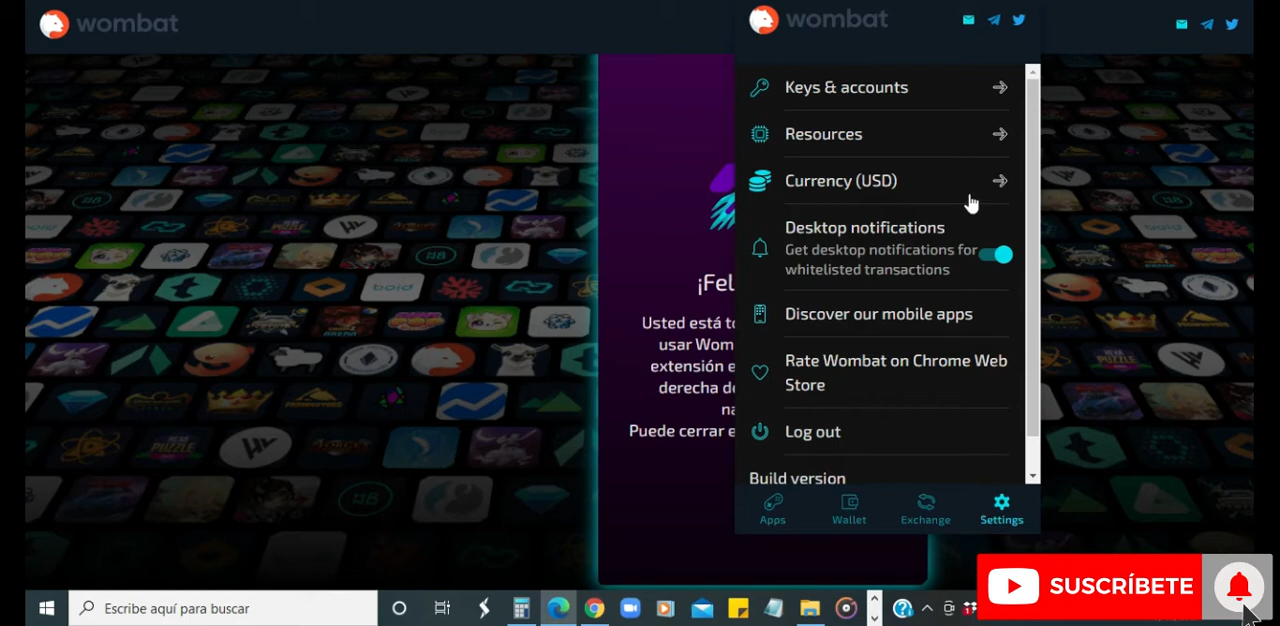 wombat
wombat
Keys & accounts
Resources
Currency (USD)
Desktop notifications
Get desktop notifications for
whitelisted transactions
Discover our mobile apps
Rate Wombat on Chrome Web
Store
Log out
Build version
Apps
Wallet
Exchange
Settings
¡Fel
Usted está to
usar Wom
extensión e
derecha de
na
Puede cerrar e
boid
PUZZLE
SUSCRÍBETE
Escribe aquí para buscar